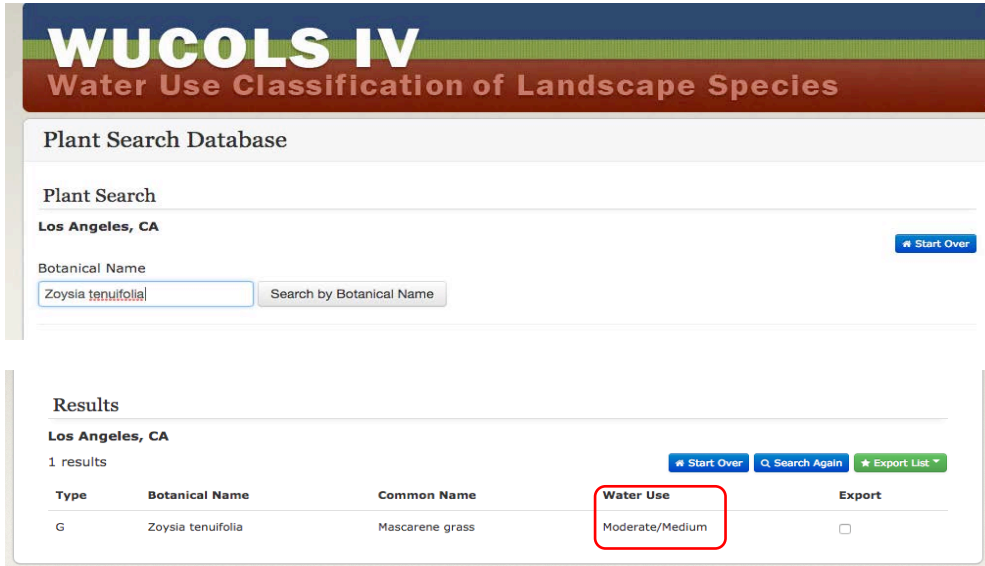 WUCOLS IV
Water Use Classification of Landscape Species
Plant Search Database
Plant Search
Los Angeles, CA
Start Over
Botanical Name
Zoysia tenuifolia
Search by Botanical Name
Results
Los Angeles, CA
1 results
Start Over Search Again Export List
Type Botanical Name Common Name Water Use Export
G Zoysia tenuifolia Mascarene grass Moderate/Medium